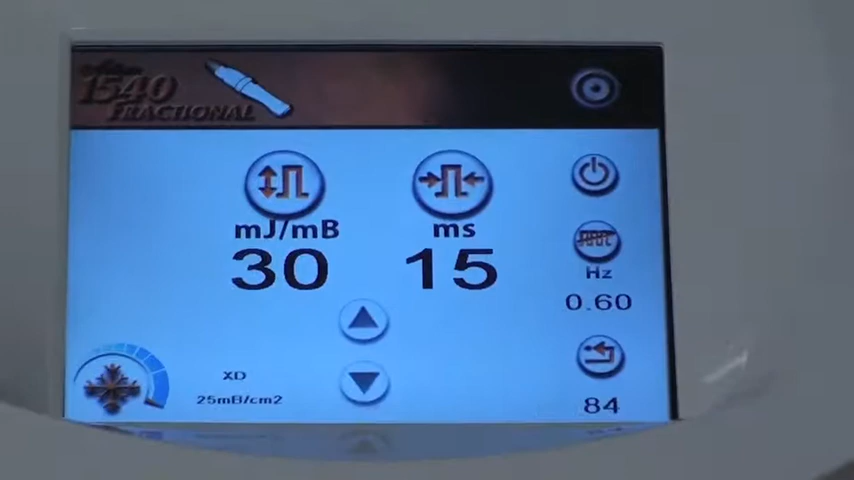 1540
FRACTIONAL
mJ/mB
30
ms
15
Hz
0.60
XD
25mB/cm2
84